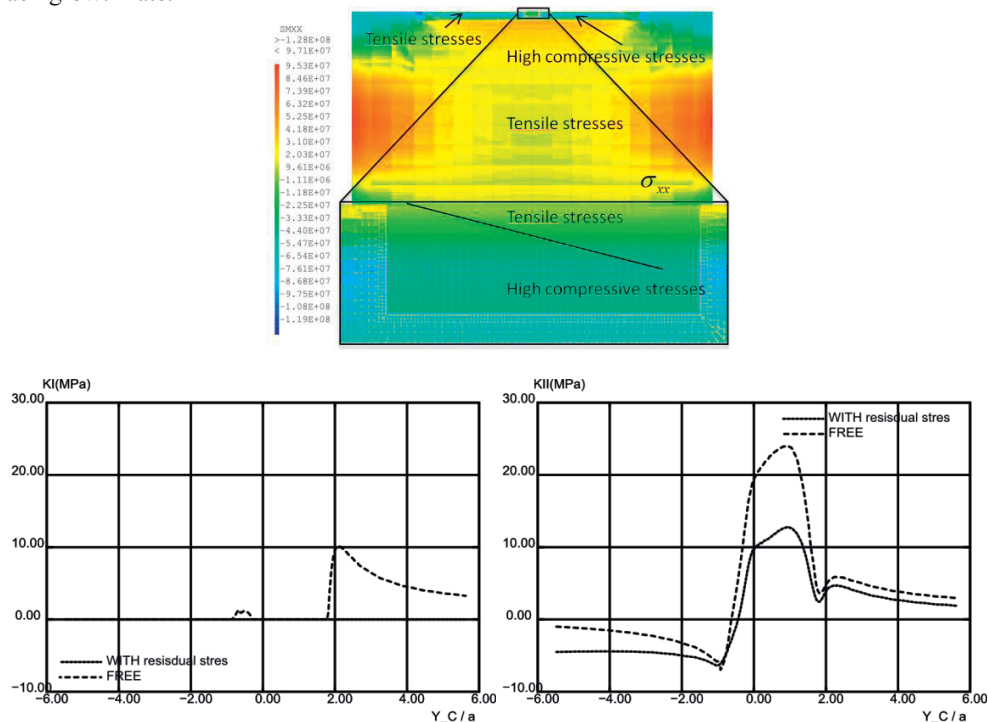 SMXX
>-1.28E+08
< 9.71E+07
9.53E+07
8.46E+07
7.39E+07
6.32E+07
5.25E+07
4.18E+07
3.10E+07
2.03E+07
9.61E+06
-1.11E+06
-1.18E+07
-2.25E+07
-3.33E+07
-4.40E+07
-5.47E+07
-6.54E+07
-7.61E+07
-8.68E+07
-9.75E+07
-1.08E+08
-1.19E+08
Tensile stresses
High compressive stresses
Tensile stresses
σxx
Tensile stresses
High compressive stresses
KI(MPa)
30.00
20.00
10.00
0.00
-10.00
WITH resisdual stres
FREE
-6.00
-4.00
-2.00
0.00
2.00
4.00
6.00
Y_C / a
KII(MPa)
30.00
20.00
10.00
0.00
-10.00
WITH resisdual stres
FREE
-6.00
-4.00
-2.00
0.00
2.00
4.00
6.00
Y_C / a